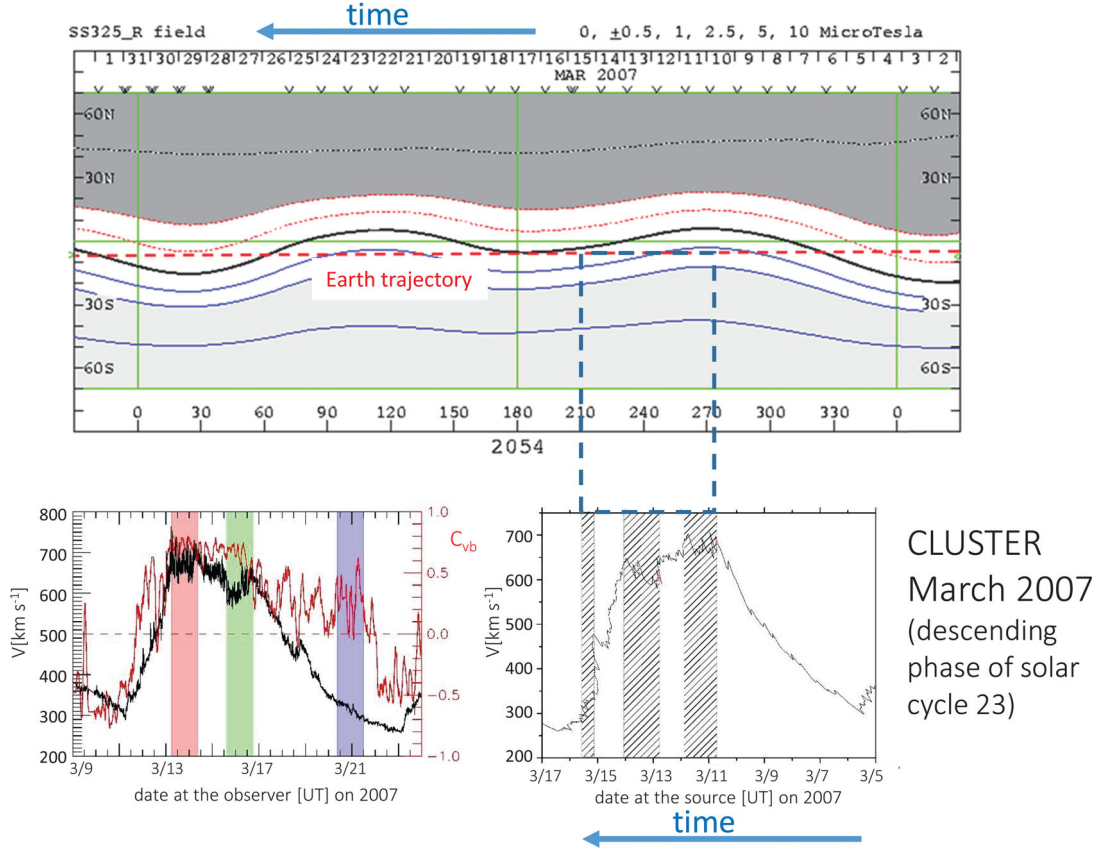 time
SS325_R field 0, ±0.5, 1, 2.5, 5, 10 MicroTesla
1 31 30 29 28 27 26 25 24 23 22 21 20 19 18 17 16 15 14 13 12 11 10 9 8 7 6 5 4 3 2
MAR 2007
60N
30N 30N
Earth trajectory
30S 30S
60S 60S
0 30 60 90 120 150 180 210 240 270 300 330 0
2054
800 1.0
700 C_vb 700
600 0.5 600
500 0.0 500
V[km s⁻¹] V[km s⁻¹]
400 400
300 -0.5 300
200 -1.0 200
3/9 3/13 3/17 3/21 3/17 3/15 3/13 3/11 3/9 3/7 3/5
date at the observer [UT] on 2007 date at the source [UT] on 2007
time
CLUSTER
March 2007
(descending
phase of solar
cycle 23)